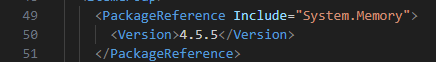 49 <PackageReference Include="System.Memory">
50 <Version>4.5.5</Version>
51 </PackageReference>